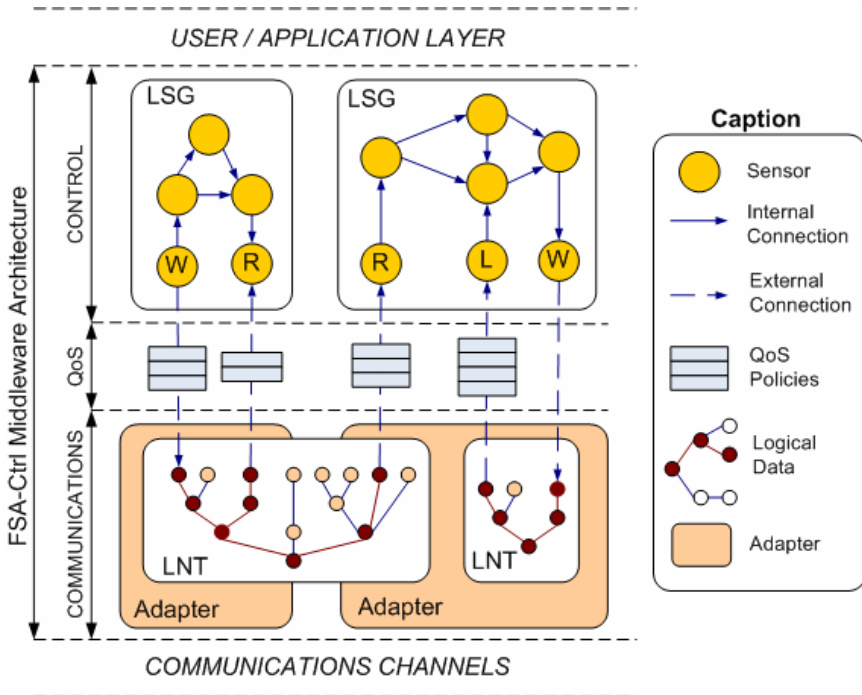 USER / APPLICATION LAYER
FSA-Ctrl Middleware Architecture
CONTROL
LSG
W
R
LSG
R
L
W
QoS
COMMUNICATIONS
LNT
LNT
Adapter
Adapter
COMMUNICATIONS CHANNELS
Caption
Sensor
Internal
Connection
External
Connection
QoS
Policies
Logical
Data
Adapter